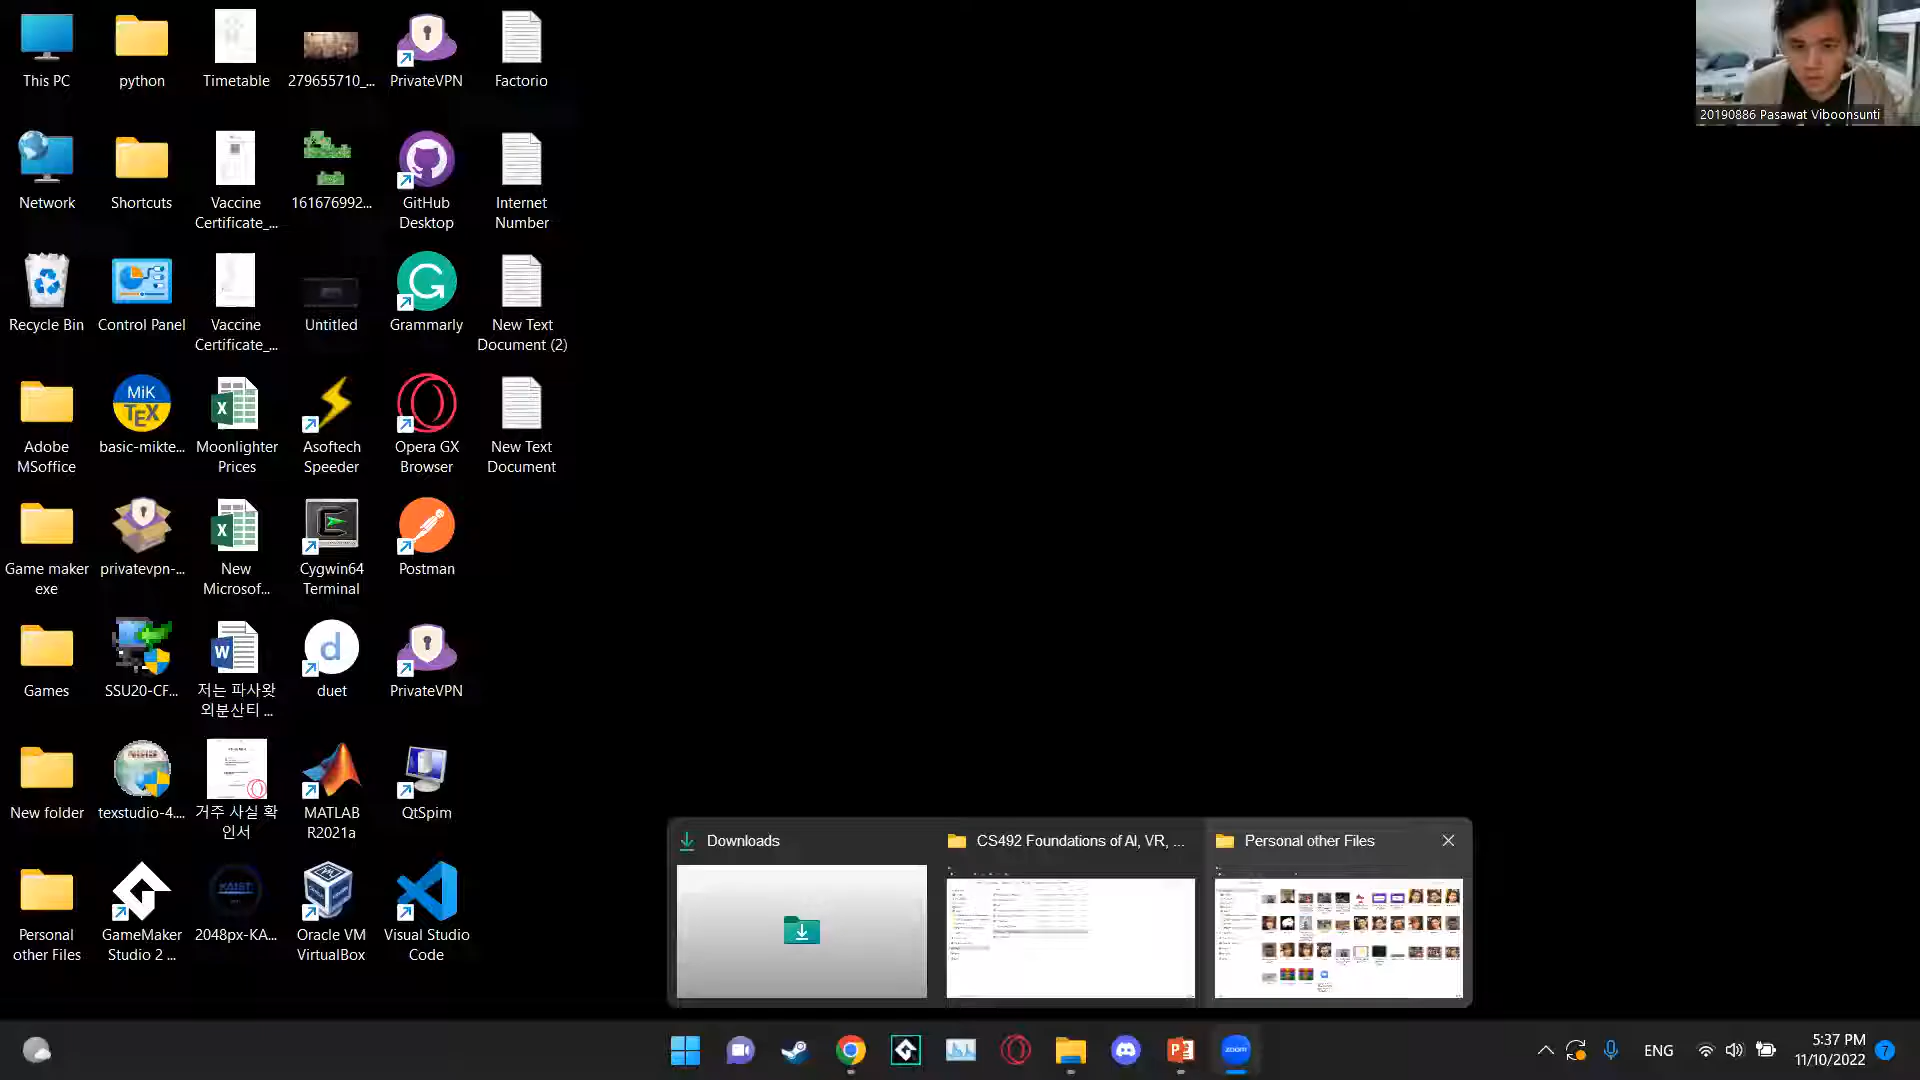 This PC
python
Timetable
279655710_...
PrivateVPN
Factorio
20190886 Pasawat Viboonsunti
Network
Shortcuts
Vaccine
Certificate_...
161676992...
GitHub
Desktop
Internet
Number
Recycle Bin
Control Panel
Vaccine
Certificate_...
Untitled
G
Grammarly
New Text
Document (2)
Adobe
MSoffice
MiK
TEX
basic-mikte...
X
Moonlighter
Prices
Asoftech
Speeder
Opera GX
Browser
New Text
Document
Game maker
exe
privatevpn-...
X
New
Microsof...
Cygwin64
Terminal
Postman
Games
SSU20-CF...
W
저는 파사왓
외분산티 ...
d
duet
PrivateVPN
New folder
texstudio-4....
거주 사실 확
인서
MATLAB
R2021a
QtSpim
Personal
other Files
GameMaker
Studio 2 ...
KAIST
2048px-KA...
Oracle VM
VirtualBox
Visual Studio
Code
Downloads
CS492 Foundations of AI, VR, ...
Personal other Files
P
zoom
ENG
5:37 PM
11/10/2022
7